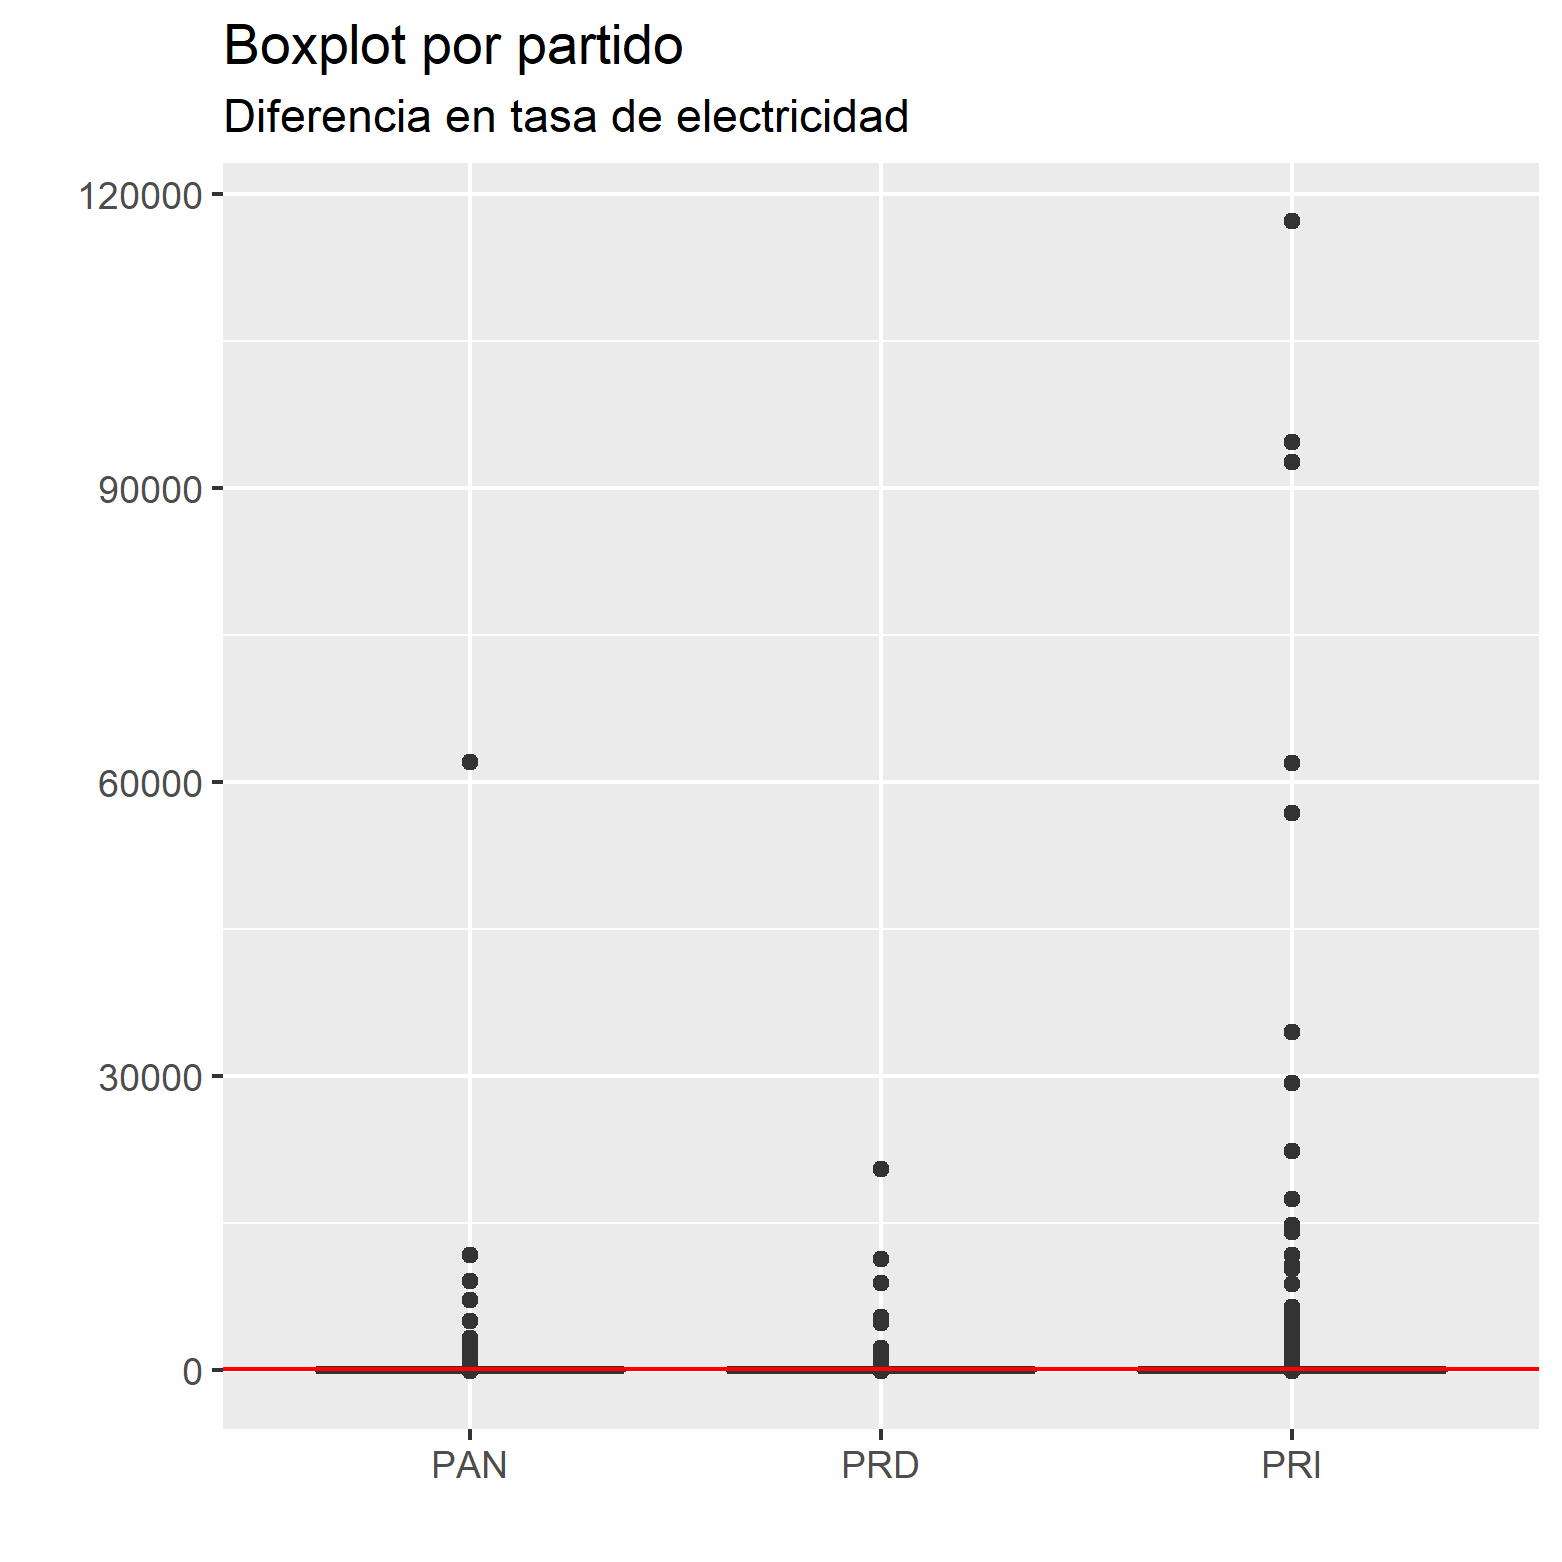 Boxplot por partido
Diferencia en tasa de electricidad
120000
90000
60000
30000
0
PAN PRD PRI